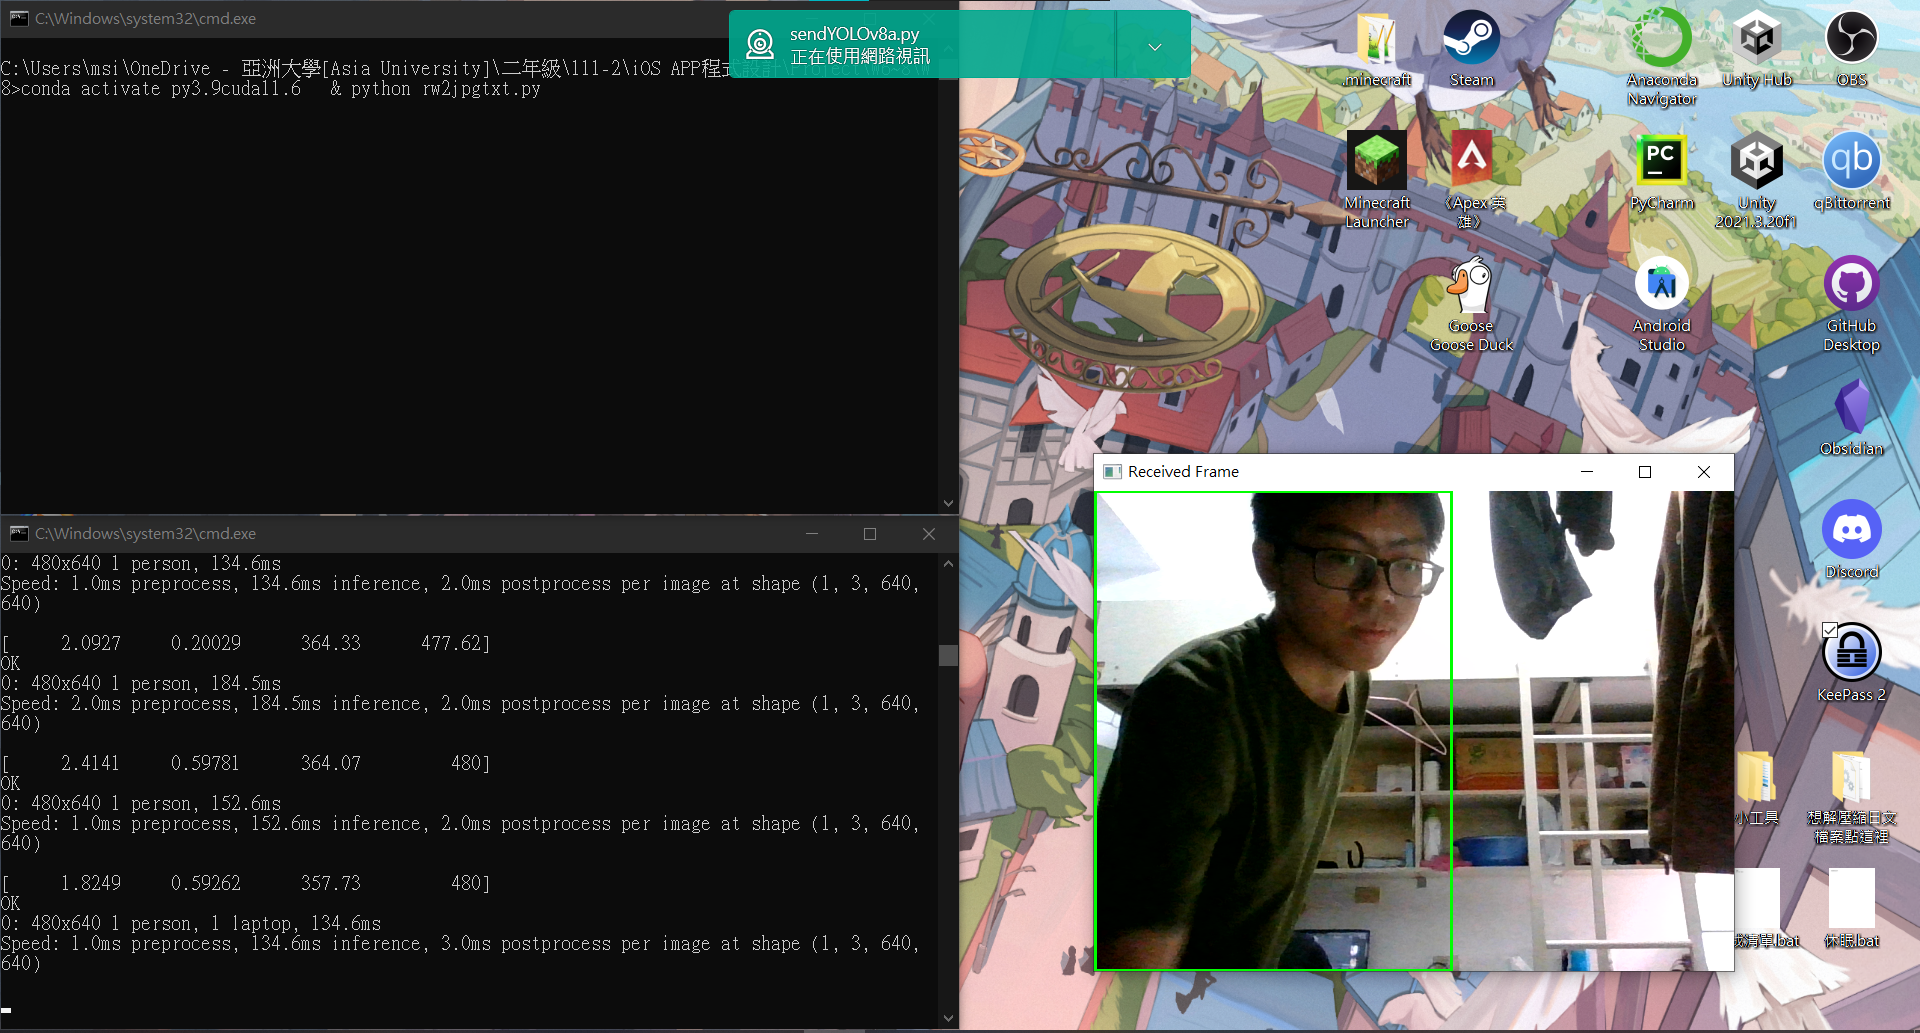 C:\Windows\system32\cmd.exe
sendYOLOv8a.py
正在使用網路視訊
C:\Users\msi\OneDrive - 亞洲大學[Asia University]\二年級\111-2\iOS APP程式設計\
8>conda activate py3.9cuda11.6   & python rw2jpgtxt.py
C:\Windows\system32\cmd.exe
0: 480x640 1 person, 134.6ms
Speed: 1.0ms preprocess, 134.6ms inference, 2.0ms postprocess per image at shape (1, 3, 640,
640)
[     2.0927     0.20029      364.33      477.62]
OK
0: 480x640 1 person, 184.5ms
Speed: 2.0ms preprocess, 184.5ms inference, 2.0ms postprocess per image at shape (1, 3, 640,
640)
[     2.4141     0.59781      364.07         480]
OK
0: 480x640 1 person, 152.6ms
Speed: 1.0ms preprocess, 152.6ms inference, 2.0ms postprocess per image at shape (1, 3, 640,
640)
[     1.8249     0.59262      357.73         480]
OK
0: 480x640 1 person, 1 laptop, 134.6ms
Speed: 1.0ms preprocess, 134.6ms inference, 3.0ms postprocess per image at shape (1, 3, 640,
640)
.minecraft
Steam
Anaconda
Navigator
Unity Hub
OBS
Minecraft
Launcher
《Apex 英
雄》
PC
PyCharm
Unity
2021.3.20f1
qb
qBittorrent
Goose
Goose Duck
Android
Studio
GitHub
Desktop
Obsidian
Received Frame
Discord
KeePass 2
小工具
想解壓縮日文
檔案點這裡
清單.bat
休眠.bat